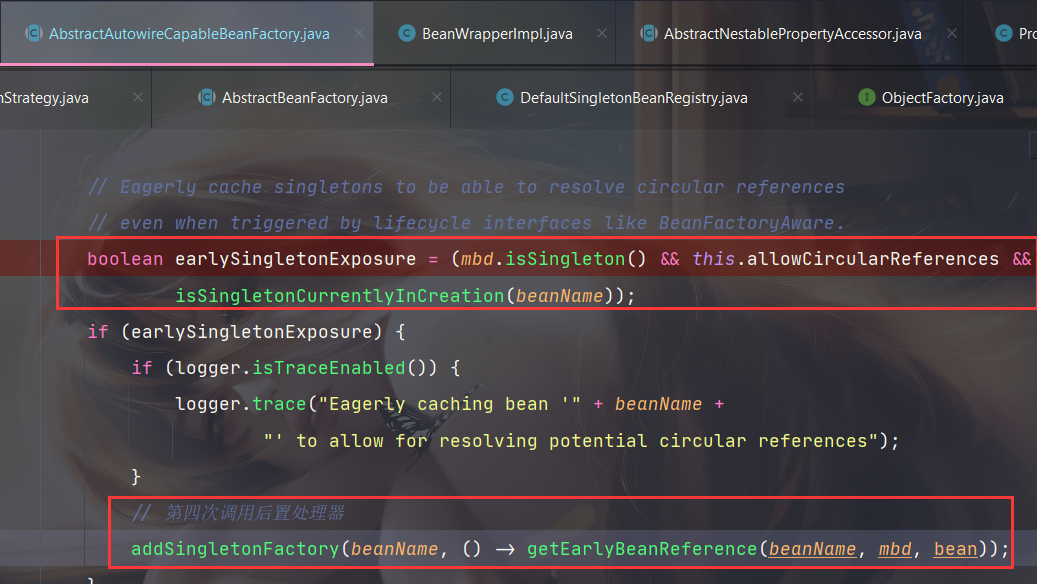 AbstractAutowireCapableBeanFactory.java
BeanWrapperImpl.java
AbstractNestablePropertyAccessor.java
Pro
nStrategy.java
AbstractBeanFactory.java
DefaultSingletonBeanRegistry.java
ObjectFactory.java
// Eagerly cache singletons to be able to resolve circular references
// even when triggered by lifecycle interfaces like BeanFactoryAware.
boolean earlySingletonExposure = (mbd.isSingleton() && this.allowCircularReferences &&
isSingletonCurrentlyInCreation(beanName));
if (earlySingletonExposure) {
if (logger.isTraceEnabled()) {
logger.trace("Eagerly caching bean '" + beanName +
"' to allow for resolving potential circular references");
}
// 第四次调用后置处理器
addSingletonFactory(beanName, () -> getEarlyBeanReference(beanName, mbd, bean));